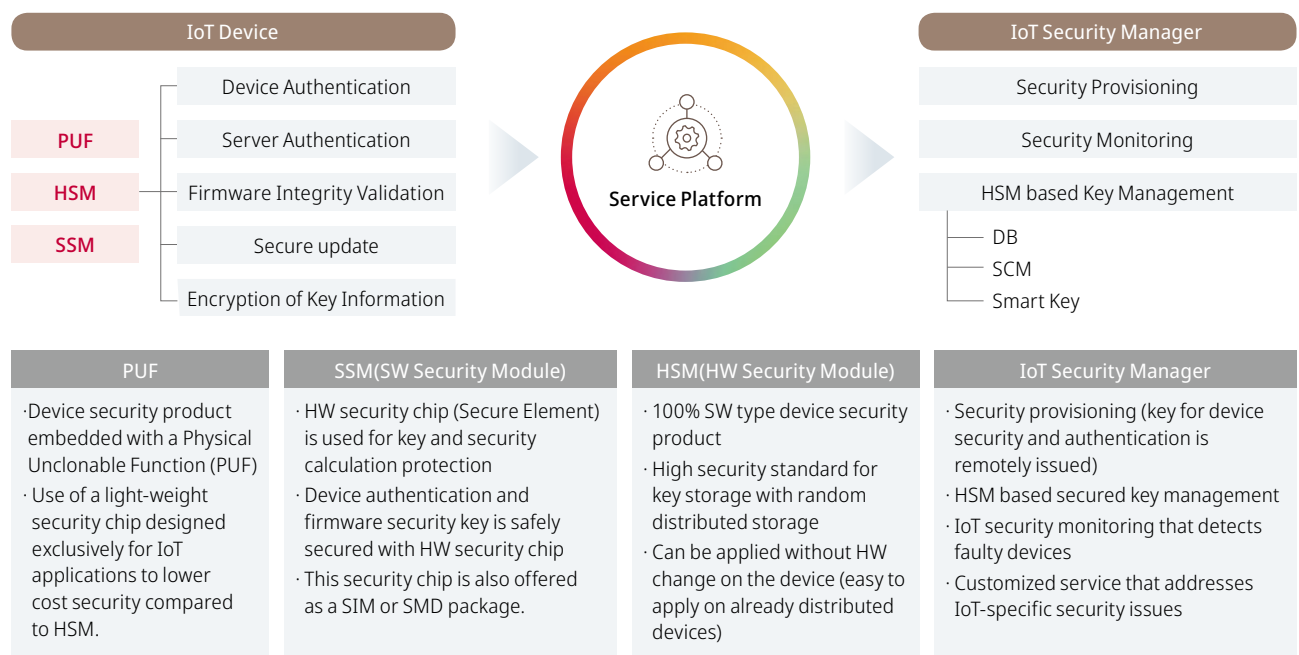 IoT Device
PUF
HSM
SSM
Device Authentication
Server Authentication
Firmware Integrity Validation
Secure update
Encryption of Key Information
Service Platform
IoT Security Manager
Security Provisioning
Security Monitoring
HSM based Key Management
DB
SCM
Smart Key
PUF
·Device security product
embedded with a Physical
Unclonable Function (PUF)
· Use of a light-weight
security chip designed
exclusively for IoT
applications to lower
cost security compared
to HSM.
SSM(SW Security Module)
· HW security chip (Secure Element)
is used for key and security
calculation protection
· Device authentication and
firmware security key is safely
secured with HW security chip
· This security chip is also offered
as a SIM or SMD package.
HSM(HW Security Module)
· 100% SW type device security
product
· High security standard for
key storage with random
distributed storage
· Can be applied without HW
change on the device (easy to
apply on already distributed
devices)
IoT Security Manager
· Security provisioning (key for device
security and authentication is
remotely issued)
· HSM based secured key management
· IoT security monitoring that detects
faulty devices
· Customized service that addresses
IoT-specific security issues